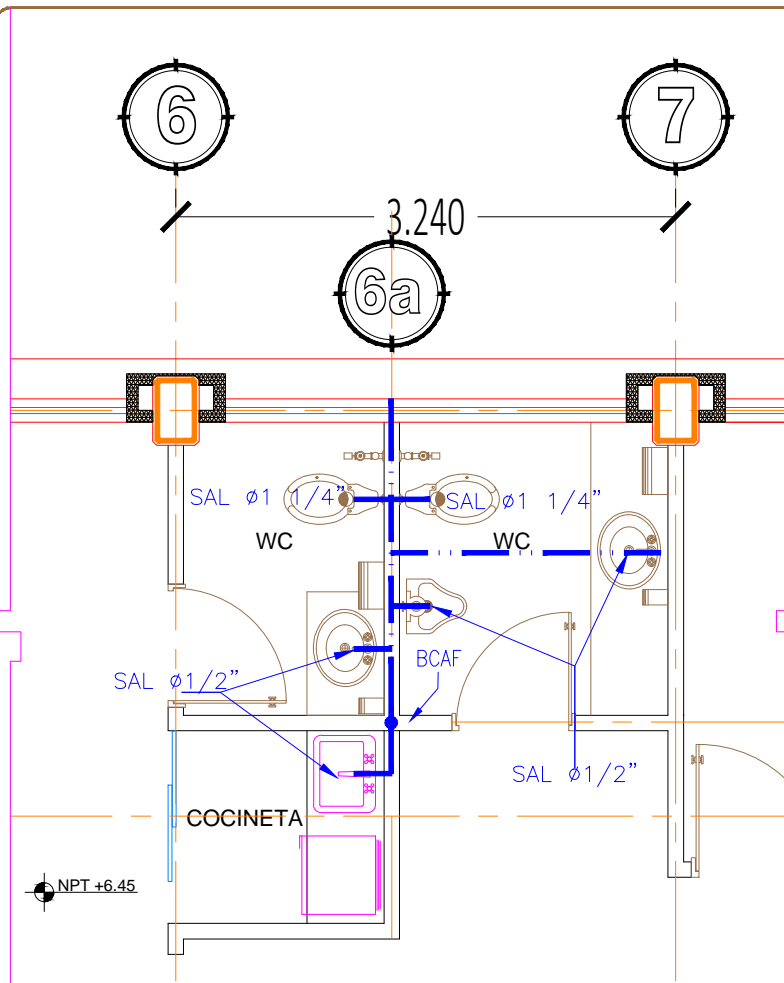 6
7
3.240
6a
SAL ø1 1/4”
SAL ø1 1/4”
WC
WC
BCAF
SAL ø1/2”
SAL ø1/2”
COCINETA
NPT +6.45